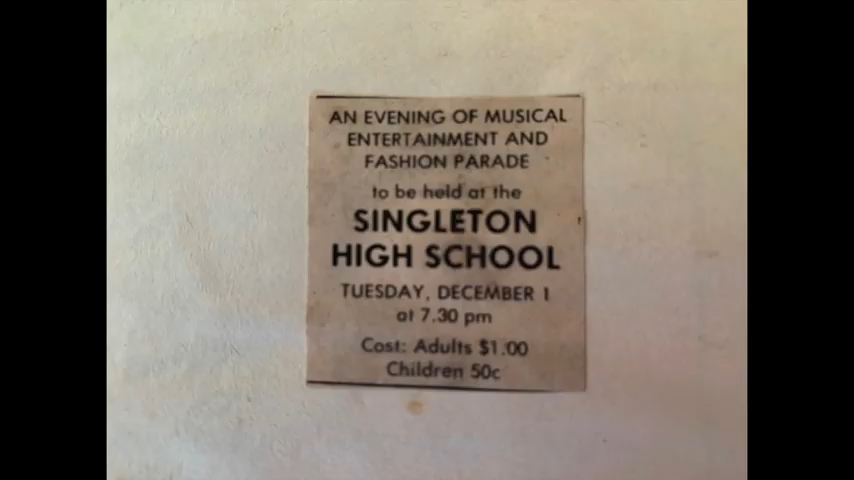 AN EVENING OF MUSICAL
ENTERTAINMENT AND
FASHION PARADE
to be held at the
SINGLETON
HIGH SCHOOL
TUESDAY, DECEMBER 1
at 7.30 pm
Cost: Adults $1.00
Children 50c